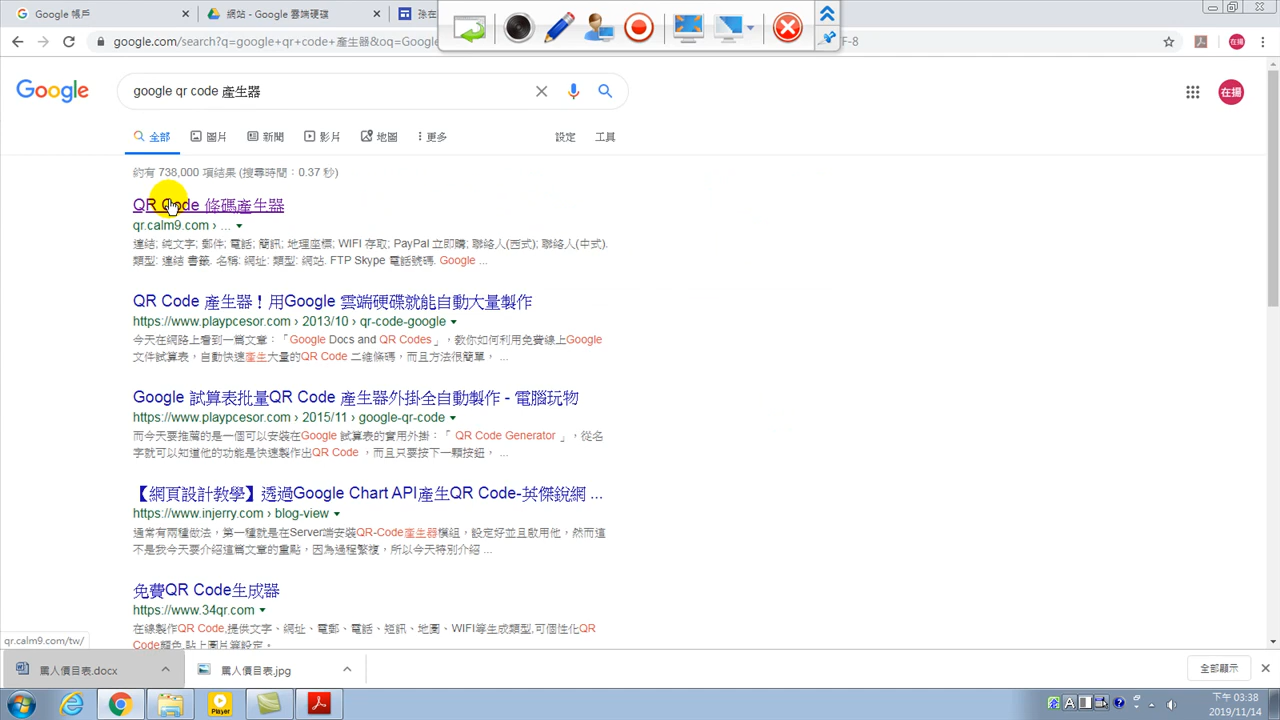 Google 帳戶
網站 - Google 雲端硬碟
孫在
google.com/search?q=google+qr+code+產生器&oq=Goo
F-8
在揚
Google
google qr code 產生器
在揚
全部
圖片
新聞
影片
地圖
更多
設定
工具
約有 738,000 項結果 (搜尋時間：0.37 秒)
QR Code 條碼產生器
qr.calm9.com › ...
連結; 純文字; 郵件; 電話; 簡訊; 地理座標; WIFI 存取; PayPal 立即購; 聯絡人(西式); 聯絡人(中式).
類型: 連結 書籤. 名稱: 網址: 類型: 網站. FTP Skype 電話號碼. Google ...
QR Code 產生器！用Google 雲端硬碟就能自動大量製作
https://www.playpcesor.com › 2013/10 › qr-code-google
今天在網路上看到一篇文章：「Google Docs and QR Codes」，教你如何利用免費線上Google
文件試算表，自動快速產生大量的QR Code 二維條碼，而且方法很簡單， ...
Google 試算表批量QR Code 產生器外掛全自動製作 - 電腦玩物
https://www.playpcesor.com › 2015/11 › google-qr-code
而今天要推薦的是一個可以安裝在Google 試算表的實用外掛：「 QR Code Generator 」，從名
字就可以知道他的功能是快速製作出QR Code ，而且只要按下一顆按鈕， ...
【網頁設計教學】透過Google Chart API產生QR Code-英傑銳網 ...
https://www.injerry.com › blog-view
通常有兩種做法，第一種就是在Server端安裝QR-Code產生器模組，設定好並且啟用他，然而這
不是我今天要介紹這篇文章的重點，因為過程繁複，所以今天特別介紹 ...
免費QR Code生成器
https://www.34qr.com
在線製作QR Code,提供文字、網址、電郵、電話、短訊、地圖、WIFI等生成類型,可個性化QR
Code顏色,貼上圖片等設定。
qr.calm9.com/tw/
罵人價目表.docx
罵人價目表.jpg
全部顯示
Player
A
下午 03:38
2019/11/14